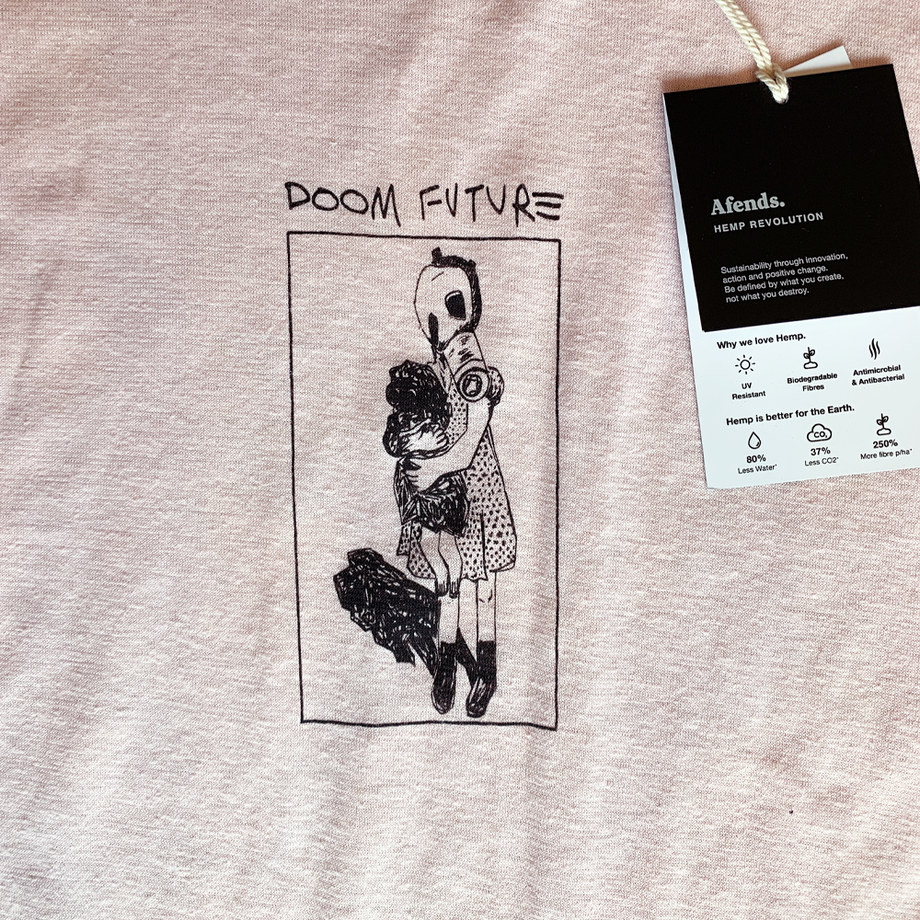 DOOM FUTURE
Afends.
HEMP REVOLUTION
Sustainability through innovation,
action and positive change.
Be defined by what you create,
not what you destroy.
Why we love Hemp.
UV
Resistant
Biodegradable
Fibres
Antimicrobial
& Antibacterial
Hemp is better for the Earth.
80%
Less Water*
CO2
37%
Less CO2*
250%
More fibre p/ha*